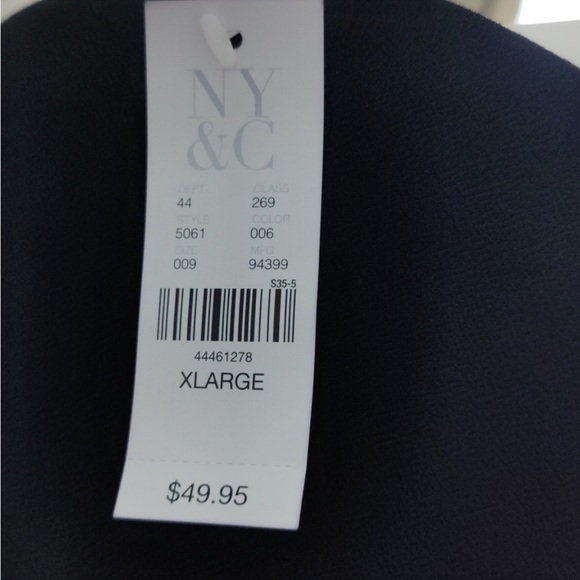 NY
&C
DEPT CLASS
44 269
STYLE COLOR
5061 006
SIZE MFG
009 94399
S35-5
44461278
XLARGE
$49.95